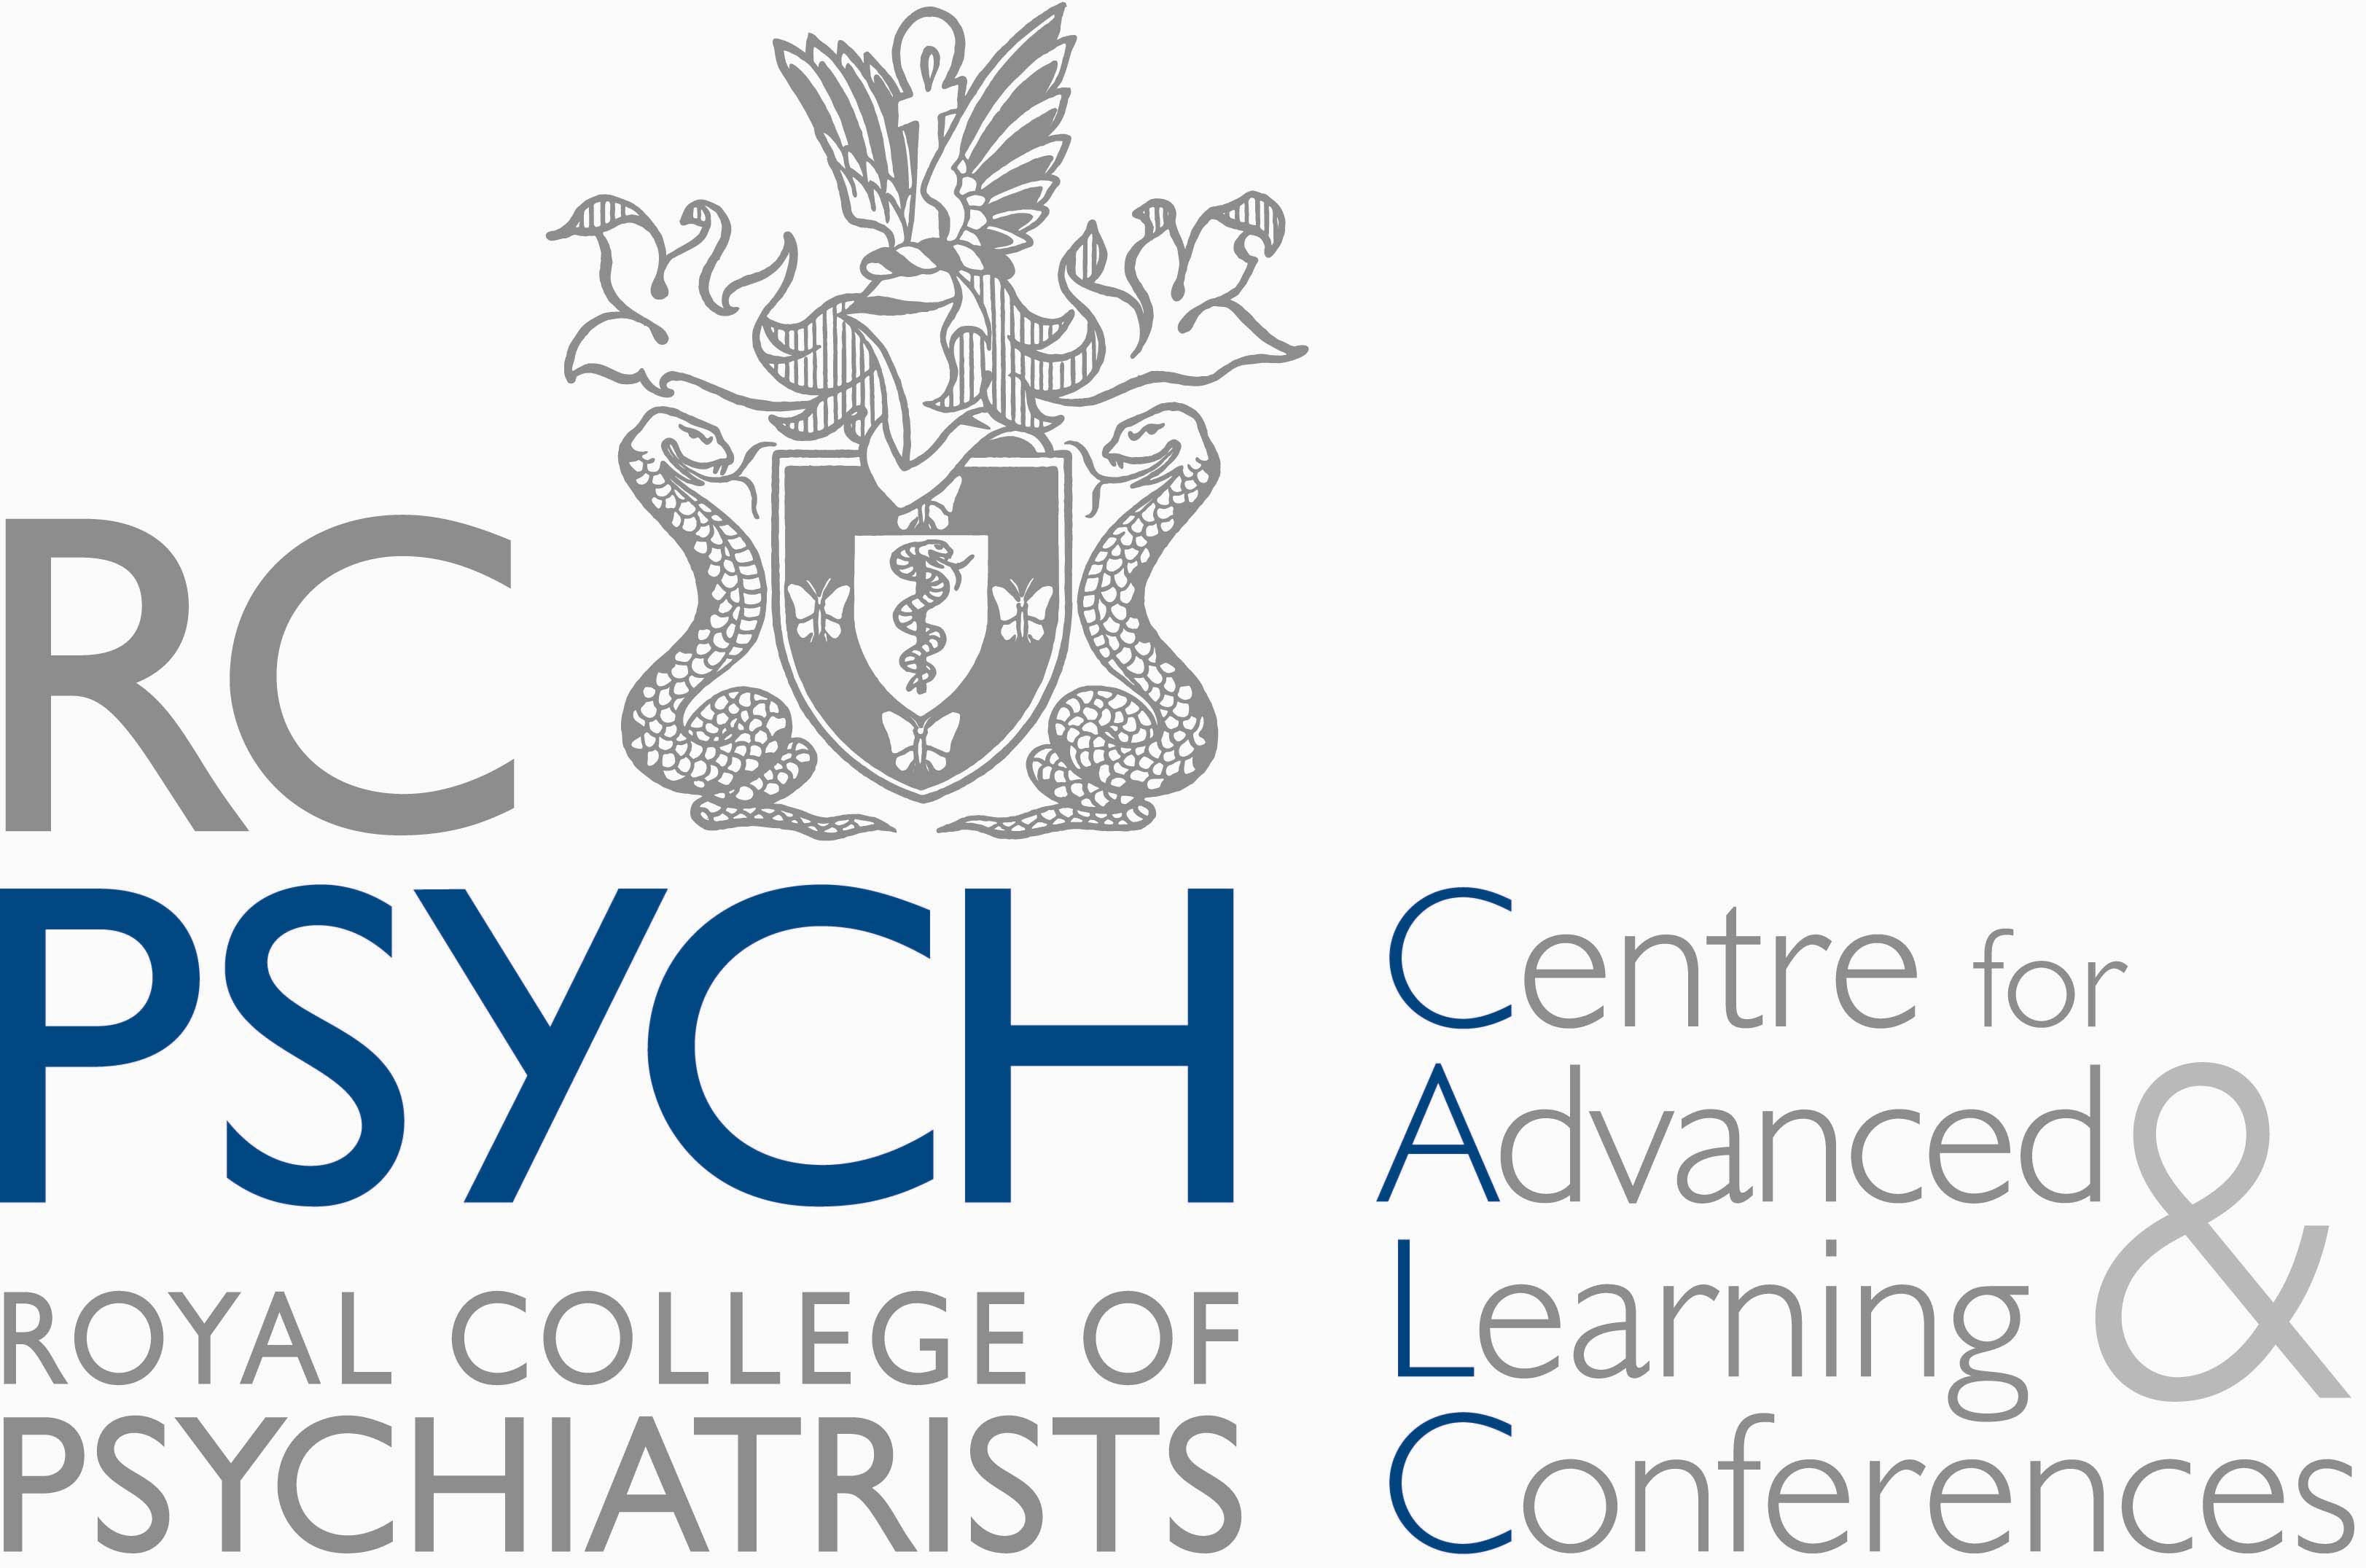 RC
PSYCH
ROYAL COLLEGE OF
PSYCHIATRISTS
Centre for
Advanced
Learning &
Conferences